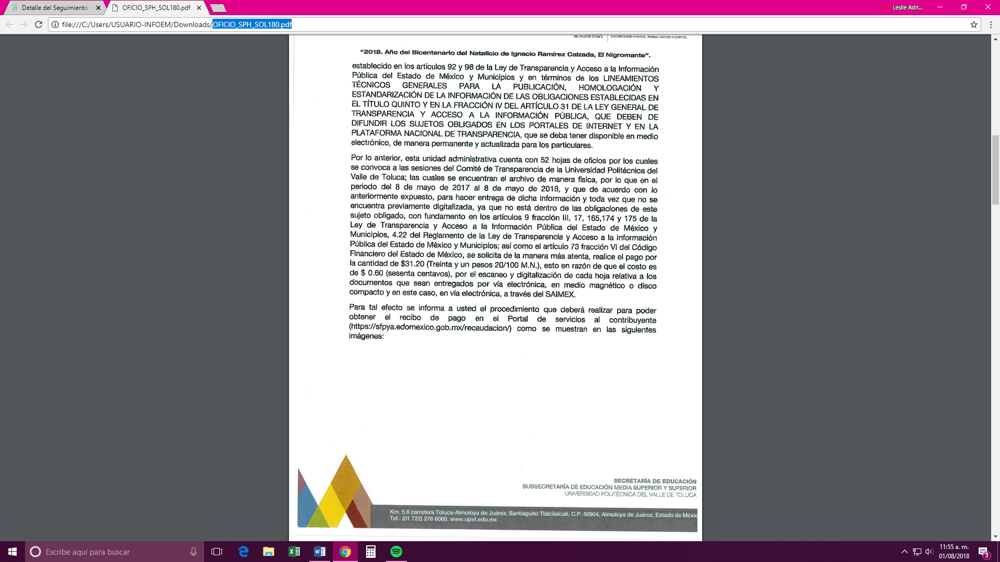 Detalle del Seguimiento
OFICIO_SPH_SOL180.pdf
Leslie Adri...
file:///C:/Users/USUARIO-INFOEM/Downloads/OFICIO_SPH_SOL180.pdf
DEL VALLE DE TOLUCA
DECISIONES FIRMES, RESULTADOS FUERTES.
“2018. Año del Bicentenario del Natalicio de Ignacio Ramírez Calzada, El Nigromante”.
establecido en los artículos 92 y 98 de la Ley de Transparencia y Acceso a la Información
Pública del Estado de México y Municipios y en términos de los LINEAMIENTOS
TÉCNICOS GENERALES PARA LA PUBLICACIÓN, HOMOLOGACIÓN Y
ESTANDARIZACIÓN DE LA INFORMACIÓN DE LAS OBLIGACIONES ESTABLECIDAS EN
EL TÍTULO QUINTO Y EN LA FRACCIÓN IV DEL ARTÍCULO 31 DE LA LEY GENERAL DE
TRANSPARENCIA Y ACCESO A LA INFORMACIÓN PÚBLICA, QUE DEBEN DE
DIFUNDIR LOS SUJETOS OBLIGADOS EN LOS PORTALES DE INTERNET Y EN LA
PLATAFORMA NACIONAL DE TRANSPARENCIA, que se deba tener disponible en medio
electrónico, de manera permanente y actualizada para los particulares.
Por lo anterior, esta unidad administrativa cuenta con 52 hojas de oficios por los cuales
se convoca a las sesiones del Comité de Transparencia de la Universidad Politécnica del
Valle de Toluca; las cuales se encuentran el archivo de manera física, por lo que en el
periodo del 8 de mayo de 2017 al 8 de mayo de 2018, y que de acuerdo con lo
anteriormente expuesto, para hacer entrega de dicha información y toda vez que no se
encuentra previamente digitalizada, ya que no está dentro de las obligaciones de este
sujeto obligado, con fundamento en los artículos 9 fracción III, 17, 165,174 y 175 de la
Ley de Transparencia y Acceso a la Información Pública del Estado de México y
Municipios, 4.22 del Reglamento de la Ley de Transparencia y Acceso a la Información
Pública del Estado de México y Municipios; así como el artículo 73 fracción VI del Código
Financiero del Estado de México, se solicita de la manera más atenta, realice el pago por
la cantidad de $31.20 (Treinta y un pesos 20/100 M.N.), esto en razón de que el costo es
de $ 0.60 (sesenta centavos), por el escaneo y digitalización de cada hoja relativa a los
documentos que sean entregados por vía electrónica, en medio magnético o disco
compacto y en este caso, en vía electrónica, a través del SAIMEX.
Para tal efecto se informa a usted el procedimiento que deberá realizar para poder
obtener el recibo de pago en el Portal de servicios al contribuyente
(https://sfpya.edomexico.gob.mx/recaudacion/) como se muestran en las siguientes
imágenes:
SECRETARÍA DE EDUCACIÓN
SUBSECRETARÍA DE EDUCACIÓN MEDIA SUPERIOR Y SUPERIOR
UNIVERSIDAD POLITÉCNICA DEL VALLE DE TOLUCA
Km. 5.6 carretera Toluca-Almoloya de Juárez, Santiaguito Tlalcilalcali, C.P. 50904, Almoloya de Juárez, Estado de Méxic
Tel.: (01 722) 276 6060. www.upvt.edu.mx
Escribe aquí para buscar
11:55 a. m.
01/08/2018
3